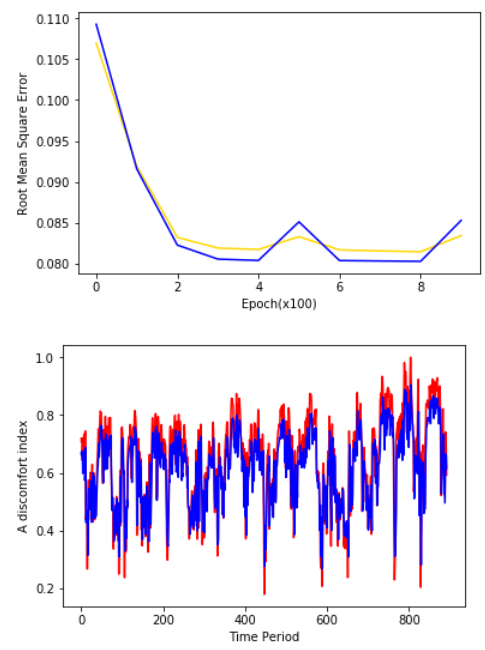 0.110
0.105
0.100
0.095
0.090
0.085
0.080
Root Mean Square Error
0 2 4 6 8
Epoch(x100)
1.0
0.8
0.6
0.4
0.2
A discomfort index
0 200 400 600 800
Time Period